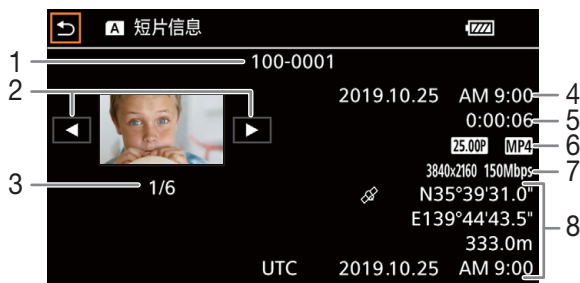 A 短片信息
1 100-0001
2 2019.10.25 AM 9:00 4
0:00:06 5
25.00P MP4 6
3840x2160 150Mbps 7
3 1/6
N35°39'31.0"
E139°44'43.5"
8
333.0m
UTC 2019.10.25 AM 9:00